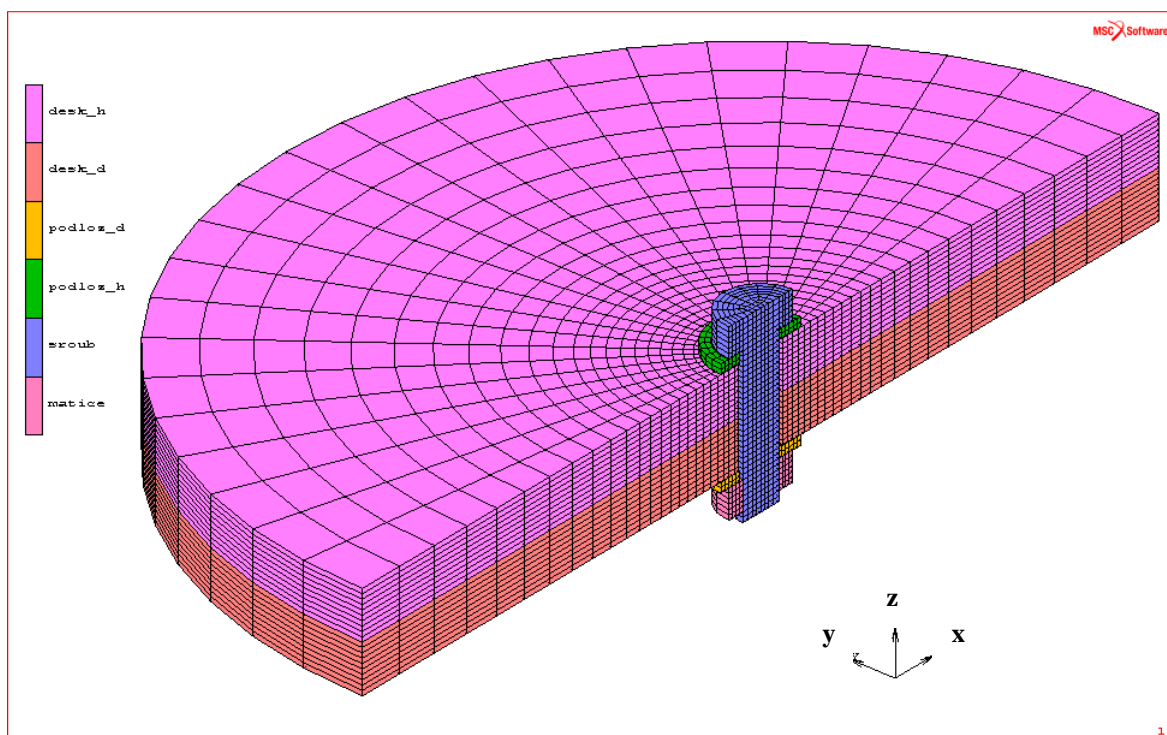 MSC Software
desk_h
desk_d
podloz_d
podloz_h
sroub
matice
z
y
x
1